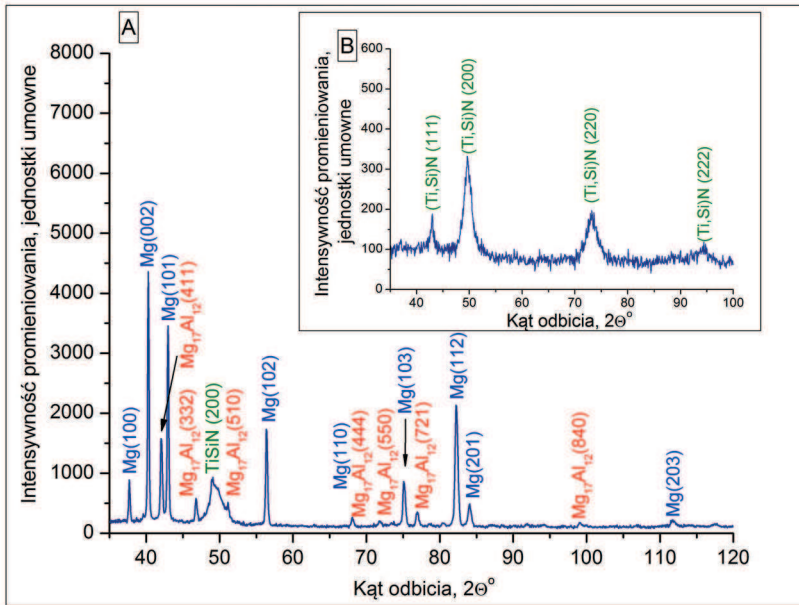 A
Intensywność promieniowania, jednostki umowne
8000
7000
6000
5000
4000
3000
2000
1000
0
Mg(100)
Mg(002)
Mg₁₇Al₁₂(411)
Mg(101)
Mg₁₇Al₁₂(332)
TiSiN (200)
Mg₁₇Al₁₂(510)
Mg(102)
Mg(110)
Mg₁₇Al₁₂(444)
Mg₁₇Al₁₂(550)
Mg(103)
Mg₁₇Al₁₂(721)
Mg(112)
Mg(201)
Mg₁₇Al₁₂(840)
Mg(203)
40 50 60 70 80 90 100 110 120
Kąt odbicia, 2Θ°
B
Intensywność promieniowania,
jednostki umowne
600
500
400
300
200
100
0
(Ti,Si)N (111)
(Ti,Si)N (200)
(Ti,Si)N (220)
(Ti,Si)N (222)
40 50 60 70 80 90 100
Kąt odbicia, 2Θ°